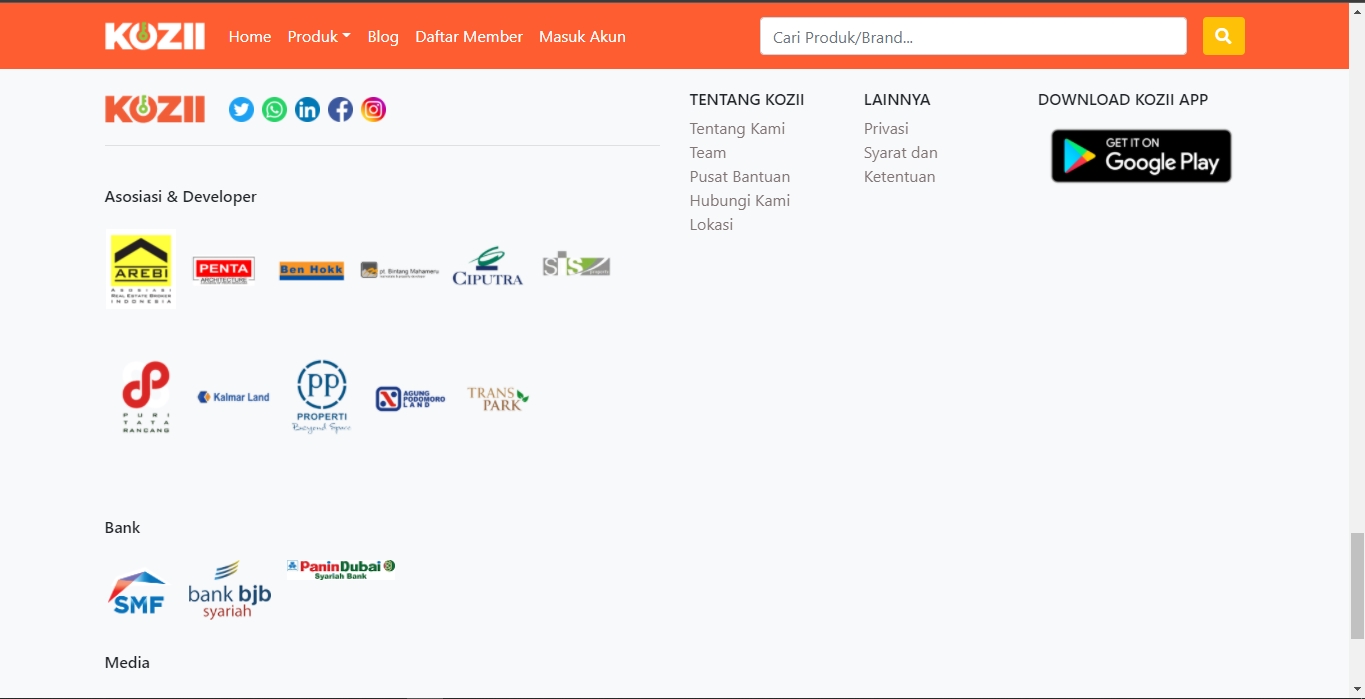 KOZII
Home
Produk
Blog
Daftar Member
Masuk Akun
Cari Produk/Brand...
KOZII
TENTANG KOZII
Tentang Kami
Team
Pusat Bantuan
Hubungi Kami
Lokasi
LAINNYA
Privasi
Syarat dan
Ketentuan
DOWNLOAD KOZII APP
GET IT ON
Google Play
Asosiasi & Developer
AREBI
ASOSIASI
REAL ESTATE BROKER
INDONESIA
PENTA
ARCHITECTURE
Ben Hokk
pt. Bintang Mahameru
CIPUTRA
PURI
TATA
RANCANG
Kalmar Land
PP
PROPERTI
Beyond Space
AGUNG
PODOMORO
LAND
TRANS
PARK
Bank
SMF
bank bjb
syariah
PaninDubai
Syariah Bank
Media